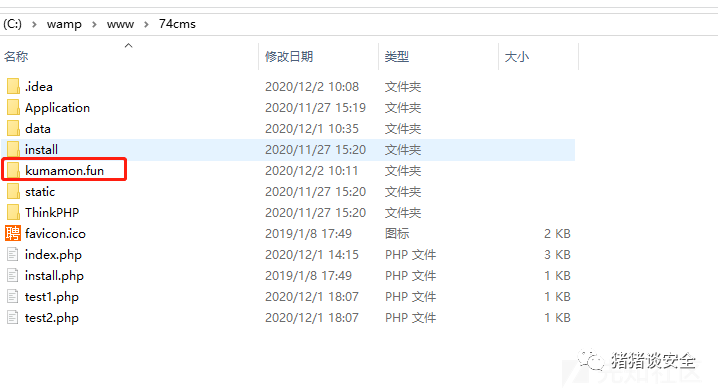 (C:) > wamp > www > 74cms
名称 修改日期 类型 大小
.idea 2020/12/2 10:08 文件夹
Application 2020/11/27 15:19 文件夹
data 2020/12/1 10:35 文件夹
install 2020/11/27 15:20 文件夹
kumamon.fun 2020/12/2 10:11 文件夹
static 2020/11/27 15:20 文件夹
ThinkPHP 2020/11/27 15:20 文件夹
聘 favicon.ico 2019/1/8 17:49 图标 2 KB
index.php 2020/12/1 14:15 PHP 文件 3 KB
install.php 2019/1/8 17:49 PHP 文件 1 KB
test1.php 2020/12/1 18:07 PHP 文件 1 KB
test2.php 2020/12/1 18:07 PHP 文件 1 KB
猪猪谈安全